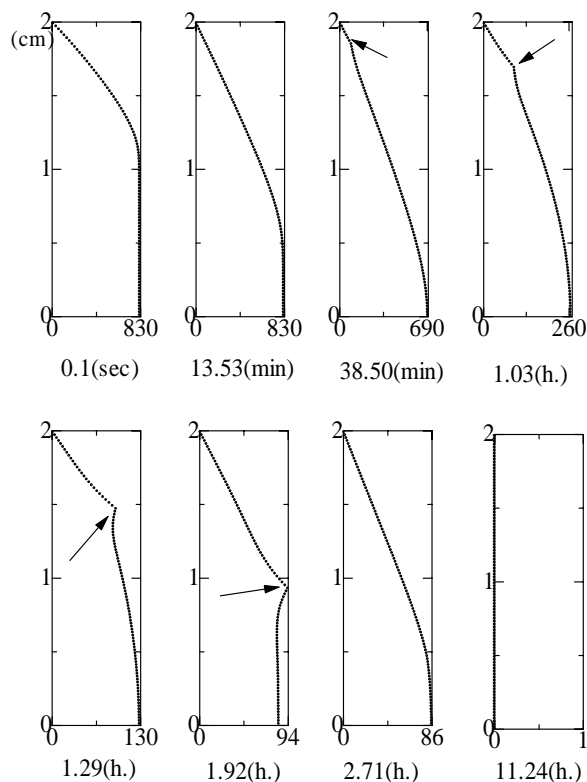 2 2 2 2
(cm)
1 1 1 1
0 0 0 0
0 830 0 830 0 690 0 260
0.1(sec) 13.53(min) 38.50(min) 1.03(h.)
2 2 2 2
1 1 1 1
0 0 0 0
0 130 0 94 0 86 0 1
1.29(h.) 1.92(h.) 2.71(h.) 11.24(h.)